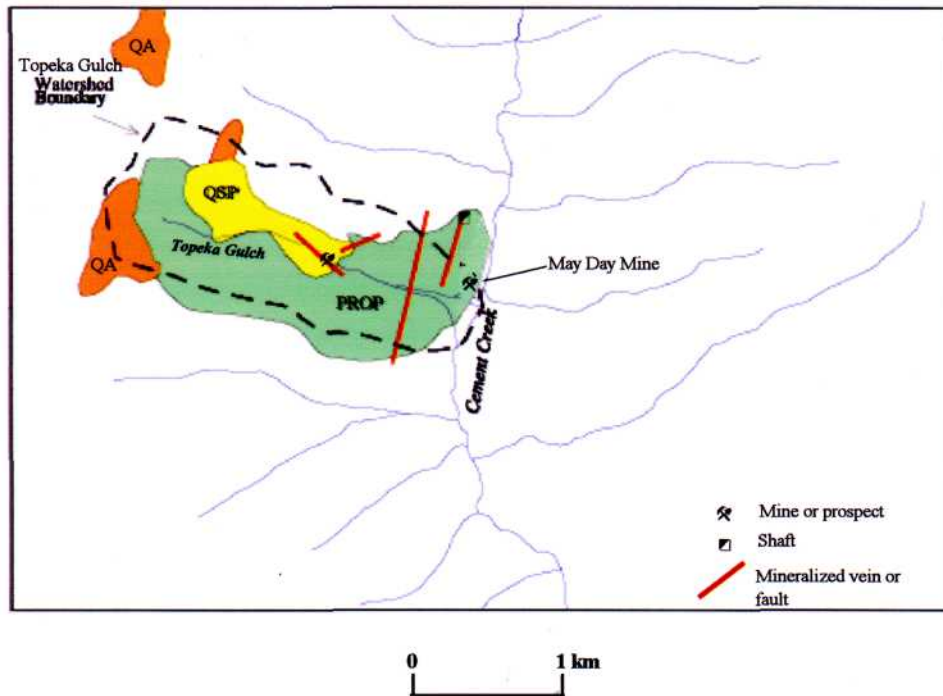 QA
Topeka Gulch
Watershed
Boundary
QSP
Topeka Gulch
QA
May Day Mine
PROP
Cement Creek
Mine or prospect
Shaft
Mineralized vein or
fault
0 1 km